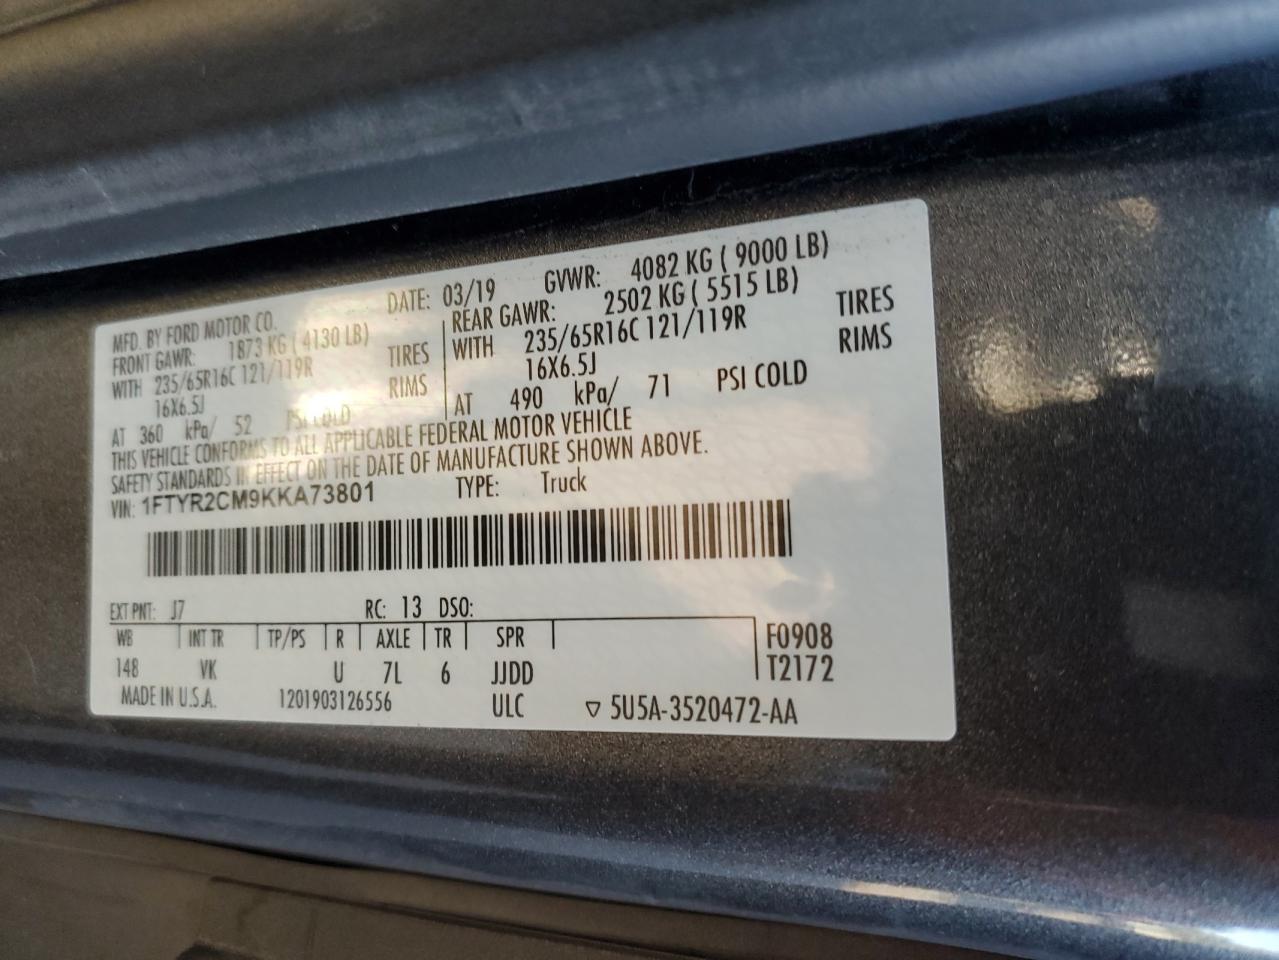 MFD. BY FORD MOTOR CO. DATE: 03/19 GVWR: 4082 KG ( 9000 LB)
FRONT GAWR: 1873 KG ( 4130 LB) REAR GAWR: 2502 KG ( 5515 LB)
WITH 235/65R16C 121/119R TIRES WITH 235/65R16C 121/119R TIRES
16X6.5J RIMS 16X6.5J RIMS
AT 360 kPa/ 52 PSI COLD AT 490 kPa/ 71 PSI COLD
THIS VEHICLE CONFORMS TO ALL APPLICABLE FEDERAL MOTOR VEHICLE
SAFETY STANDARDS IN EFFECT ON THE DATE OF MANUFACTURE SHOWN ABOVE.
VIN: 1FTYR2CM9KKA73801 TYPE: Truck
EXT PNT: J7 RC: 13 DSO:
WB INT TR TP/PS R AXLE TR SPR F0908
148 VK U 7L 6 JJDD T2172
MADE IN U.S.A. 1201903126556 ULC ▽ 5U5A-3520472-AA